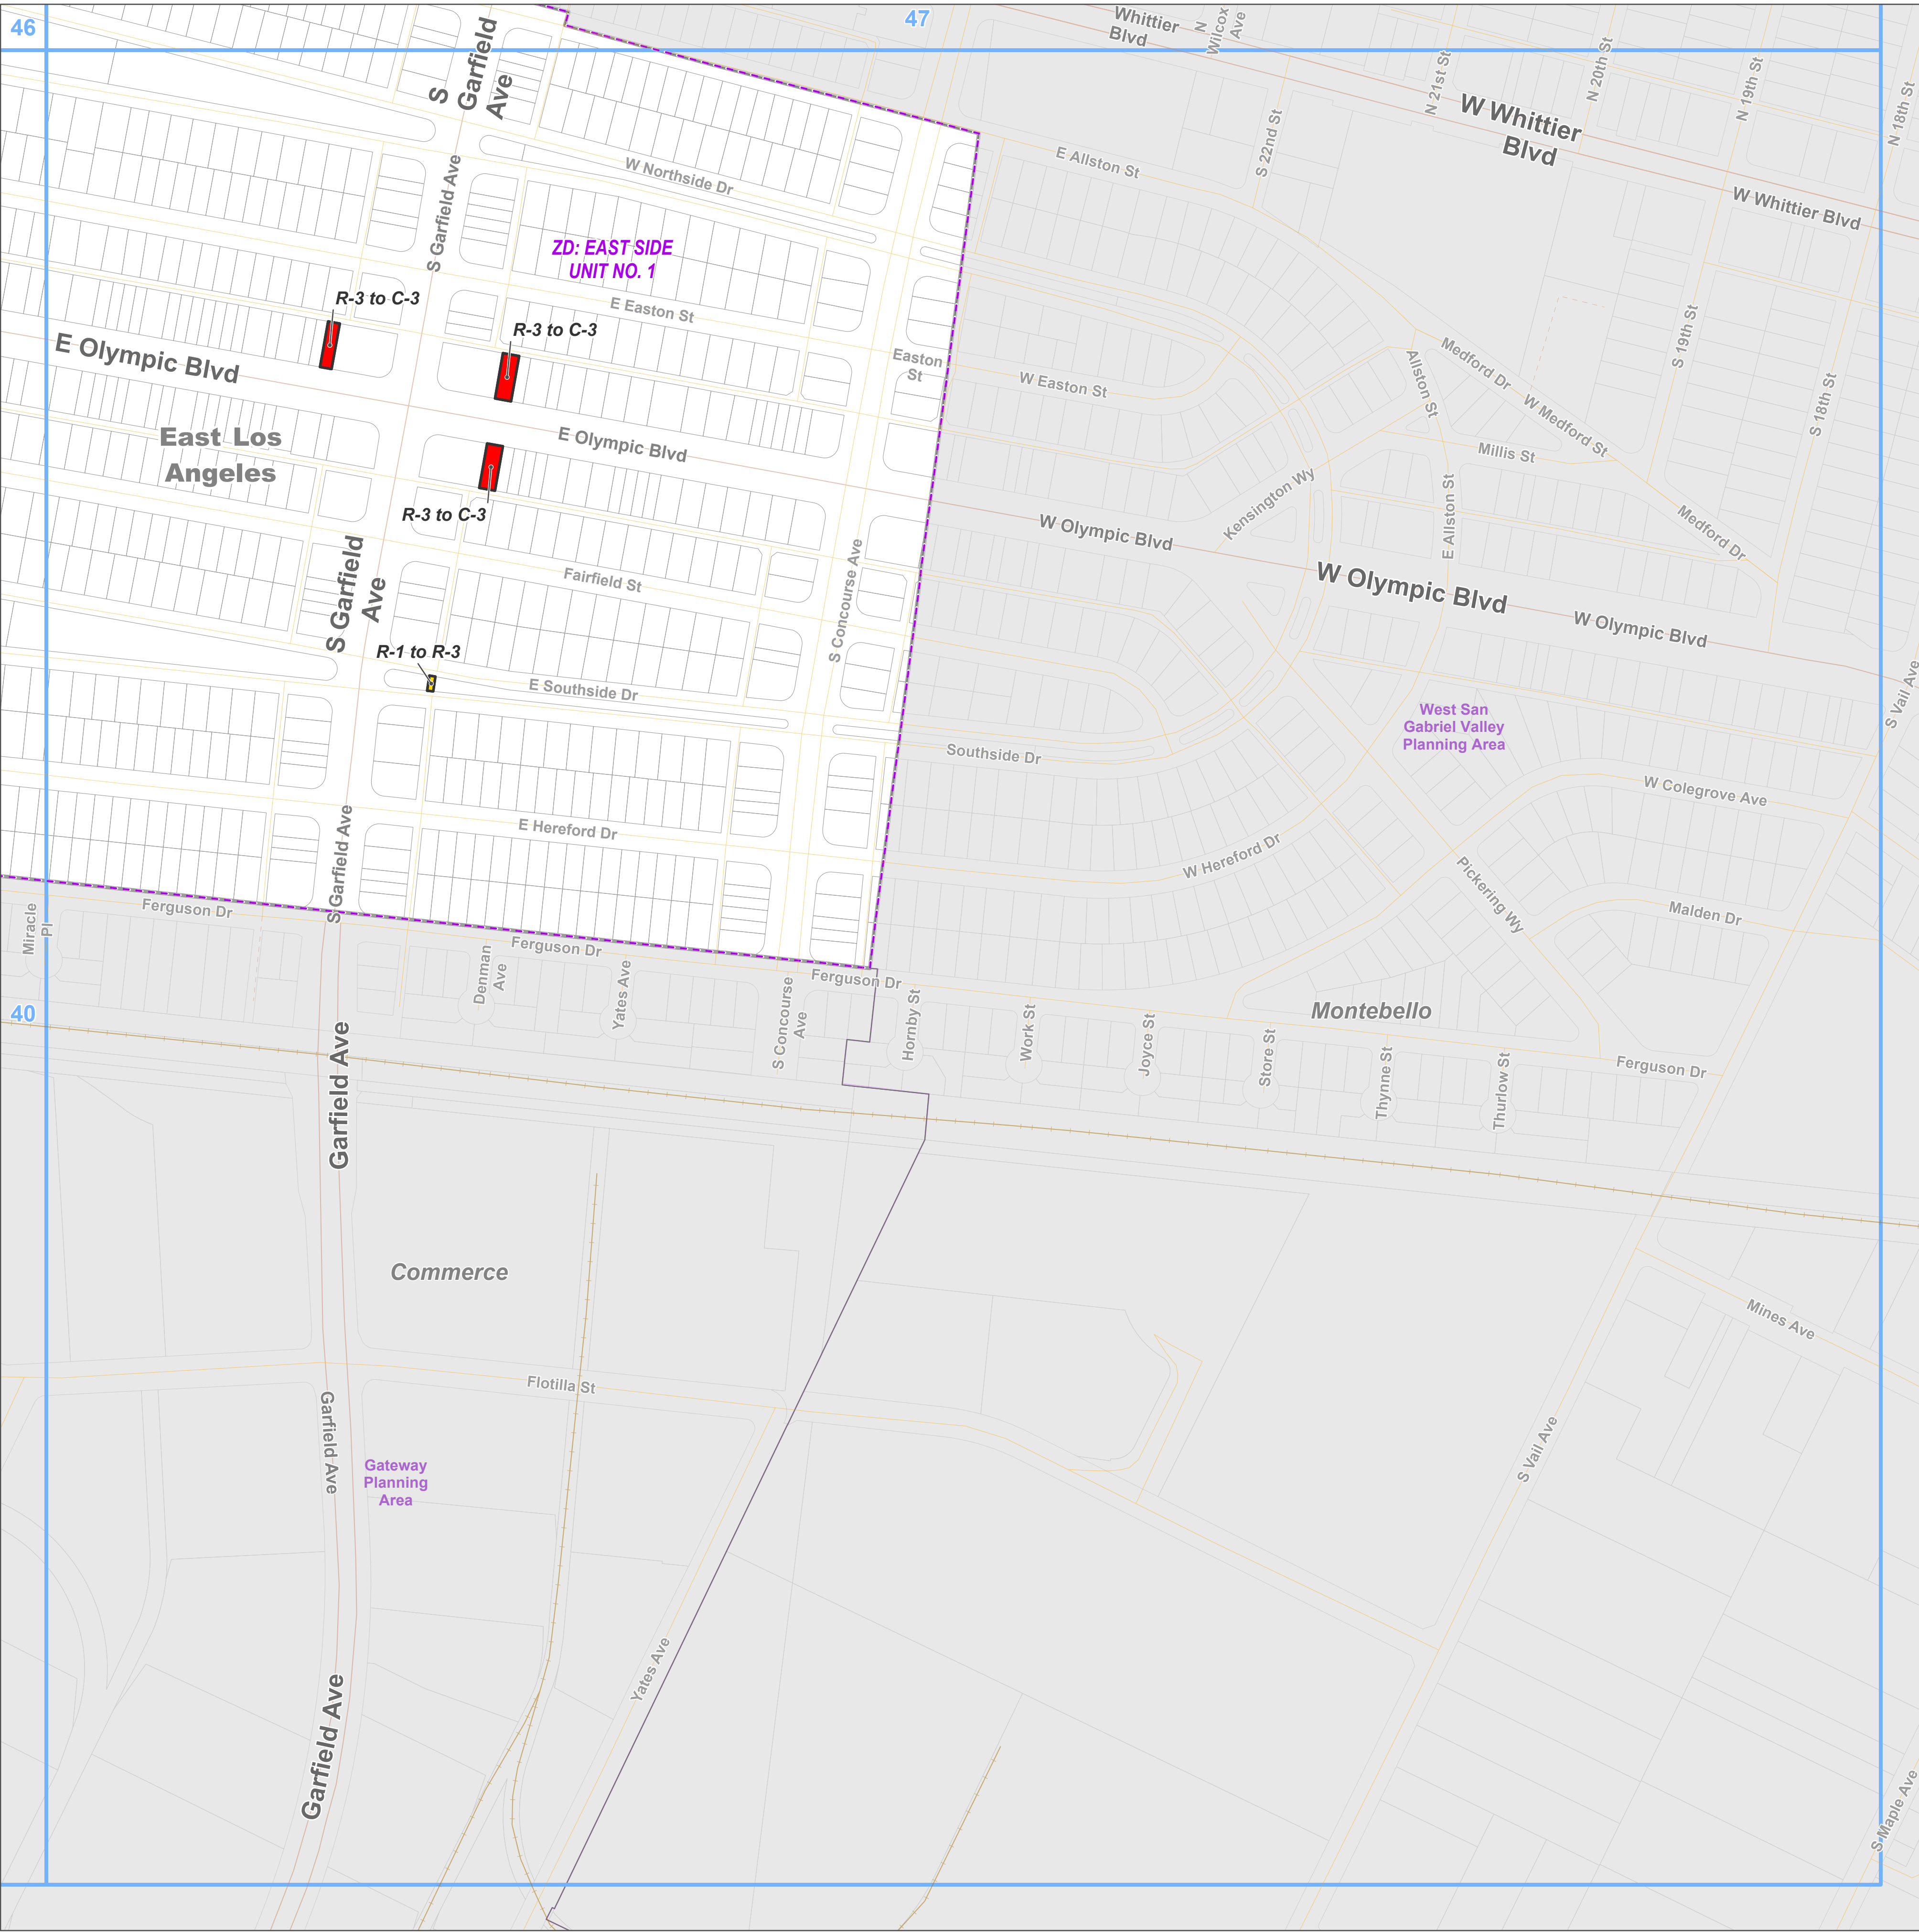 46
47
Whittier
Blvd
N
Wilcox
Ave
S
Garfield
Ave
N 21st St
N 20th St
N 19th St
N 18th St
W Whittier
Blvd
W Northside Dr
E Allston St
S 22nd St
S Garfield Ave
W Whittier Blvd
ZD: EAST SIDE
UNIT NO. 1
R-3 to C-3
E Easton St
R-3 to C-3
E Olympic Blvd
Easton
St
W Easton St
Allston St
Medford Dr
S 19th St
S 18th St
W Medford St
East Los
Angeles
E Olympic Blvd
Millis St
Kensington Wy
R-3 to C-3
W Olympic Blvd
E Allston St
Medford Dr
S Garfield
Ave
Fairfield St
S Concourse Ave
W Olympic Blvd
W Olympic Blvd
R-1 to R-3
E Southside Dr
West San
Gabriel Valley
Planning Area
S Vail Ave
Southside Dr
W Colegrove Ave
S Garfield Ave
E Hereford Dr
W Hereford Dr
Pickering Wy
Malden Dr
Ferguson Dr
Miracle
Pl
Ferguson Dr
Denman
Ave
Yates Ave
S Concourse
Ave
Ferguson Dr
Hornby St
Montebello
40
Work St
Joyce St
Store St
Thynne St
Thurlow St
Ferguson Dr
Garfield Ave
Commerce
Mines Ave
Flotilla St
Garfield Ave
S Vail Ave
Gateway
Planning
Area
Yates Ave
Garfield Ave
S Maple Ave